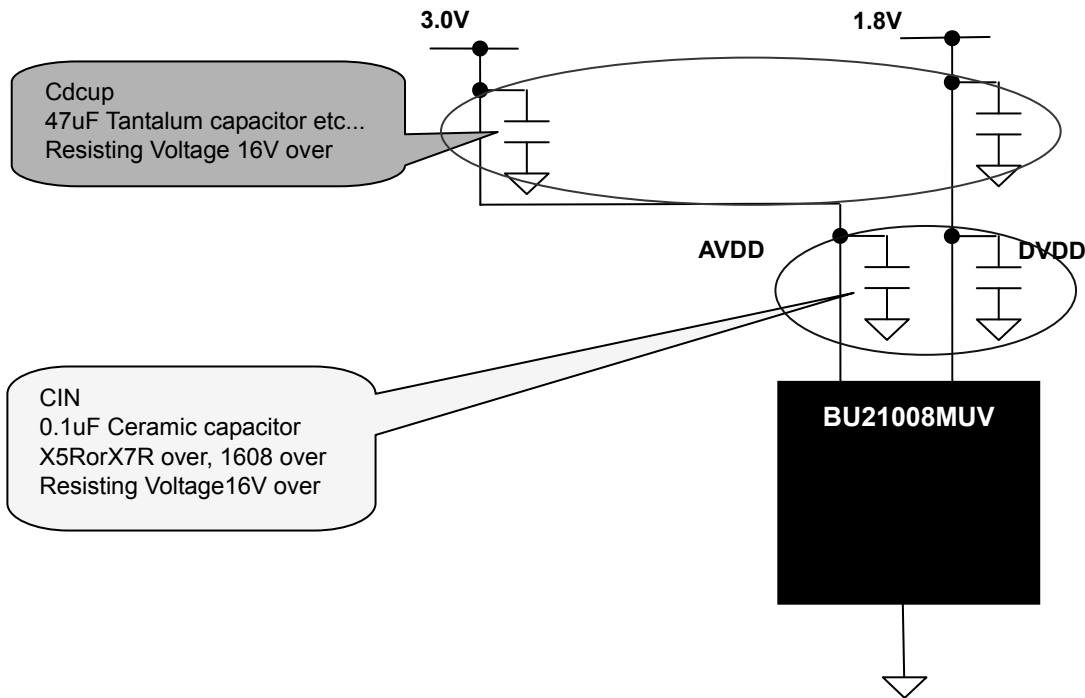 3.0V
1.8V
Cdcup
47uF Tantalum capacitor etc...
Resisting Voltage 16V over
AVDD
DVDD
CIN
0.1uF Ceramic capacitor
X5RorX7R over, 1608 over
Resisting Voltage16V over
BU21008MUV